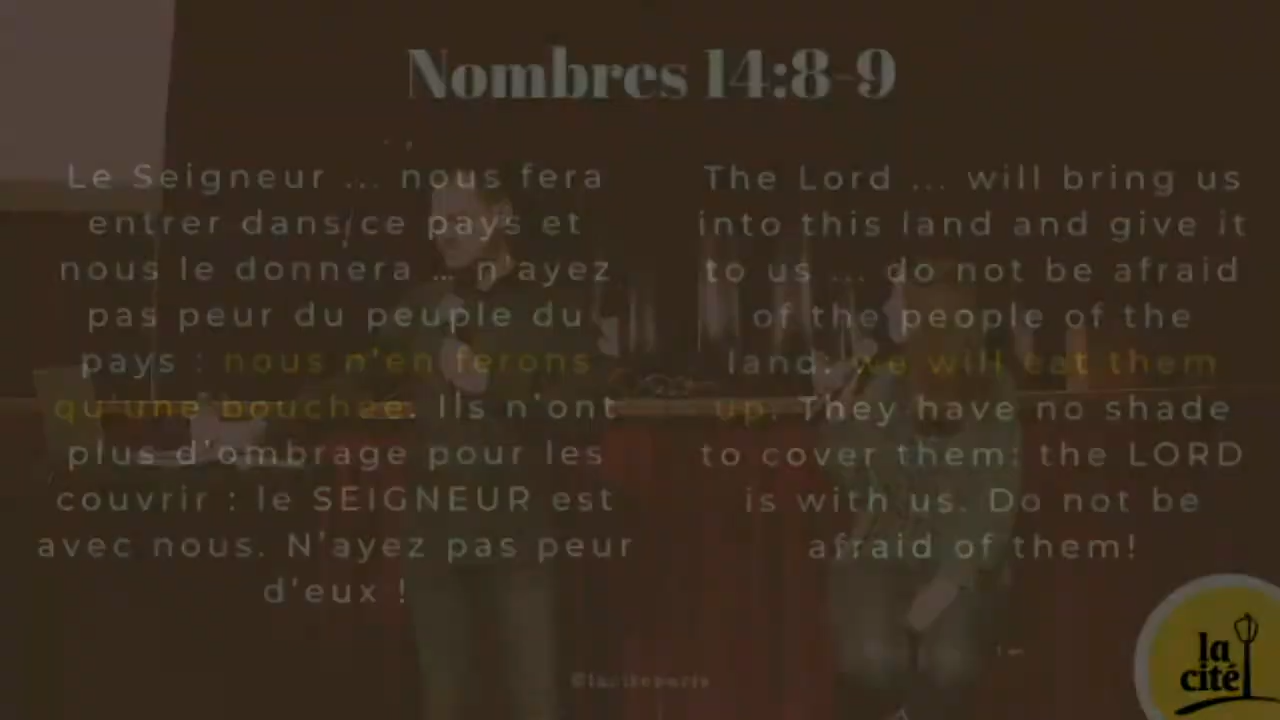 Nombres 14:8-9
Le Seigneur ... nous fera
entrer dans ce pays et
nous le donnera ... n'ayez
pas peur du peuple du
pays : nous n'en ferons
qu'une bouchée. Ils n'ont
plus d'ombrage pour les
couvrir : le SEIGNEUR est
avec nous. N'ayez pas peur
d'eux !
The Lord ... will bring us
into this land and give it
to us ... do not be afraid
of the people of the
land: we will eat them
up. They have no shade
to cover them; the LORD
is with us. Do not be
afraid of them!
la
cité